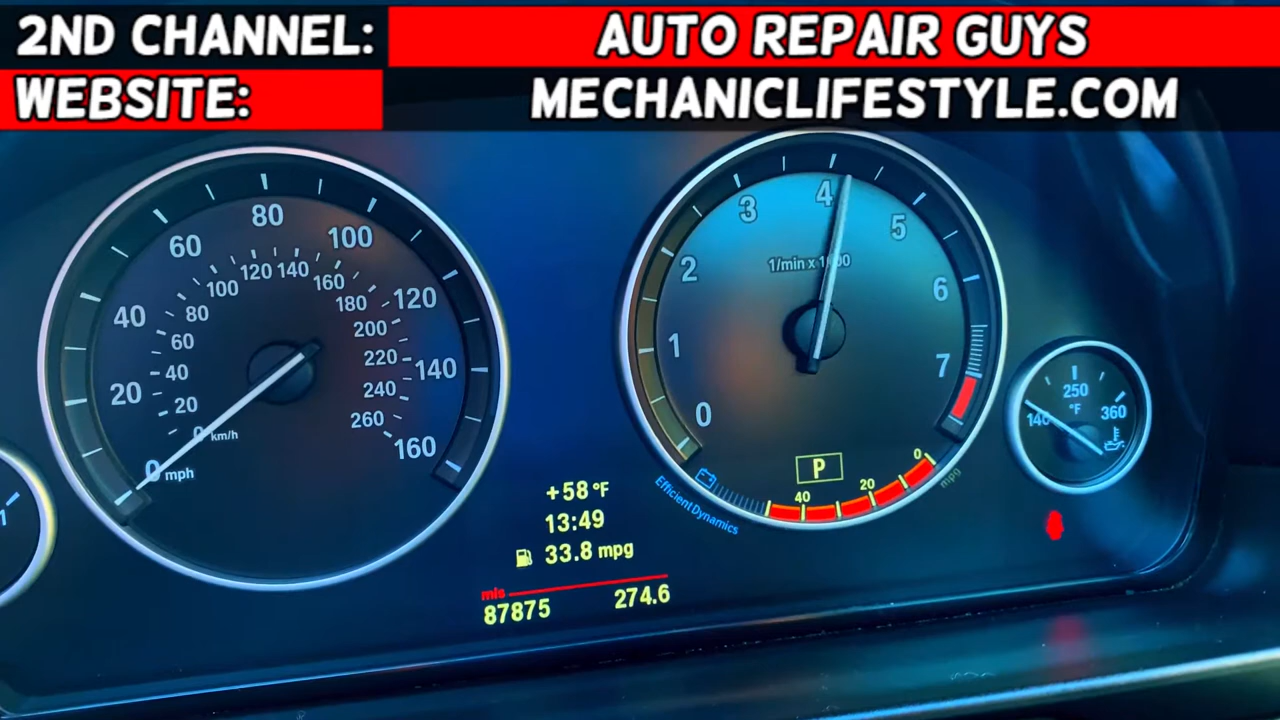 2ND CHANNEL: AUTO REPAIR GUYS
WEBSITE: MECHANICLIFESTYLE.COM
0 20 40 60 80 100 120 140 160
mph
0 20 40 60 80 100 120 140 160 180 200 220 240 260
km/h
0 1 2 3 4 5 6 7
P
40 20 0
mpg
EfficientDynamics
+58 °F
13:49
33.8 mpg
mls
87875 274.6
140 250 360
°F